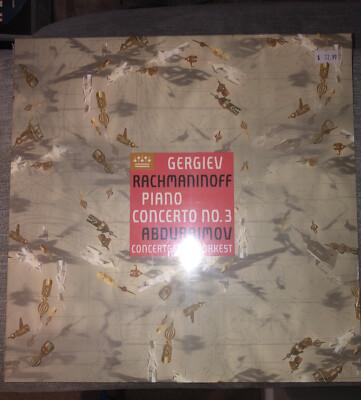 GERGIEV
RACHMANINOFF
PIANO
CONCERTO NO.3
ABDURAIMOV